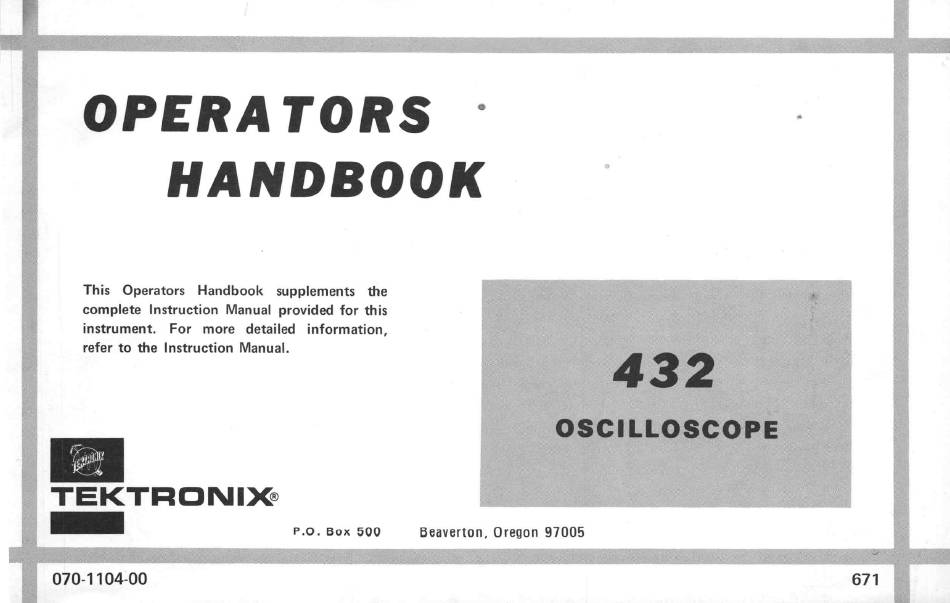 OPERATORS
HANDBOOK
This Operators Handbook supplements the
complete Instruction Manual provided for this
instrument. For more detailed information,
refer to the Instruction Manual.
432
OSCILLOSCOPE
TEKTRONIX
TEKTRONIX®
P.O. Box 500 Beaverton, Oregon 97005
070-1104-00
671